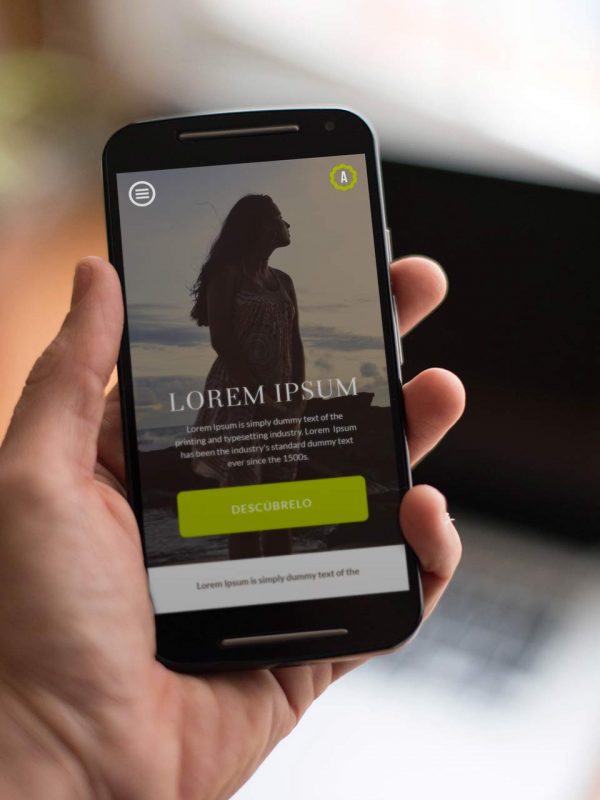 A
LOREM IPSUM
Lorem Ipsum is simply dummy text of the
printing and typesetting industry. Lorem Ipsum
has been the industry's standard dummy text
ever since the 1500s.
DESCÚBRELO
Lorem Ipsum is simply dummy text of the